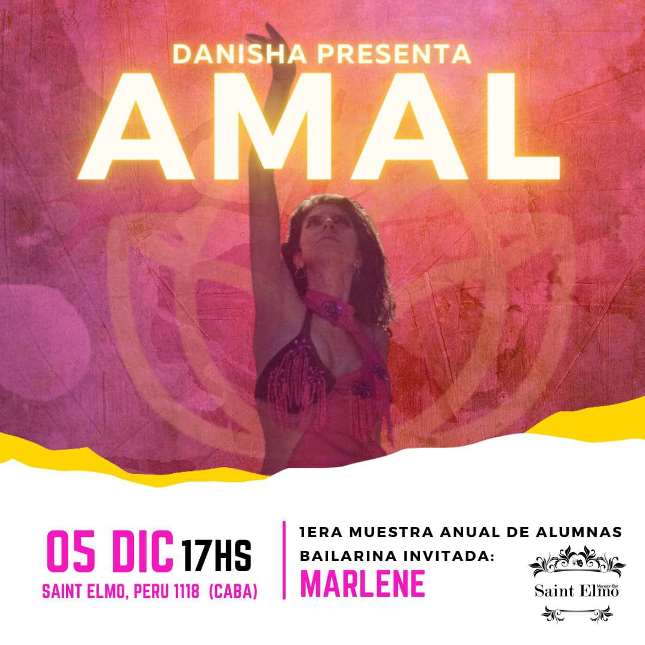 DANISHA PRESENTA
AMAL
05 DIC 17HS
SAINT ELMO, PERU 1118 (CABA)
1ERA MUESTRA ANUAL DE ALUMNAS
BAILARINA INVITADA:
MARLENE
Saint Elmo